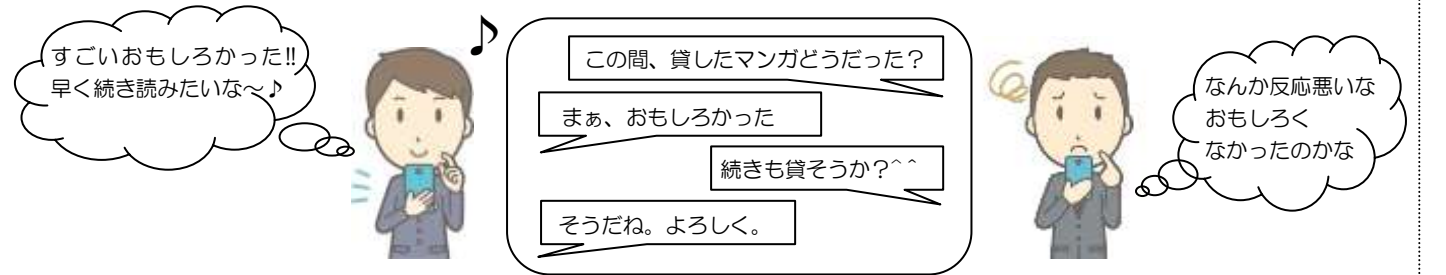 すごいおもしろかった!!
早く続き読みたいな～♪
この間、貸したマンガどうだった？
まぁ、おもしろかった
続きも貸そうか？^^
そうだね。よろしく。
なんか反応悪いな
おもしろく
なかったのかな